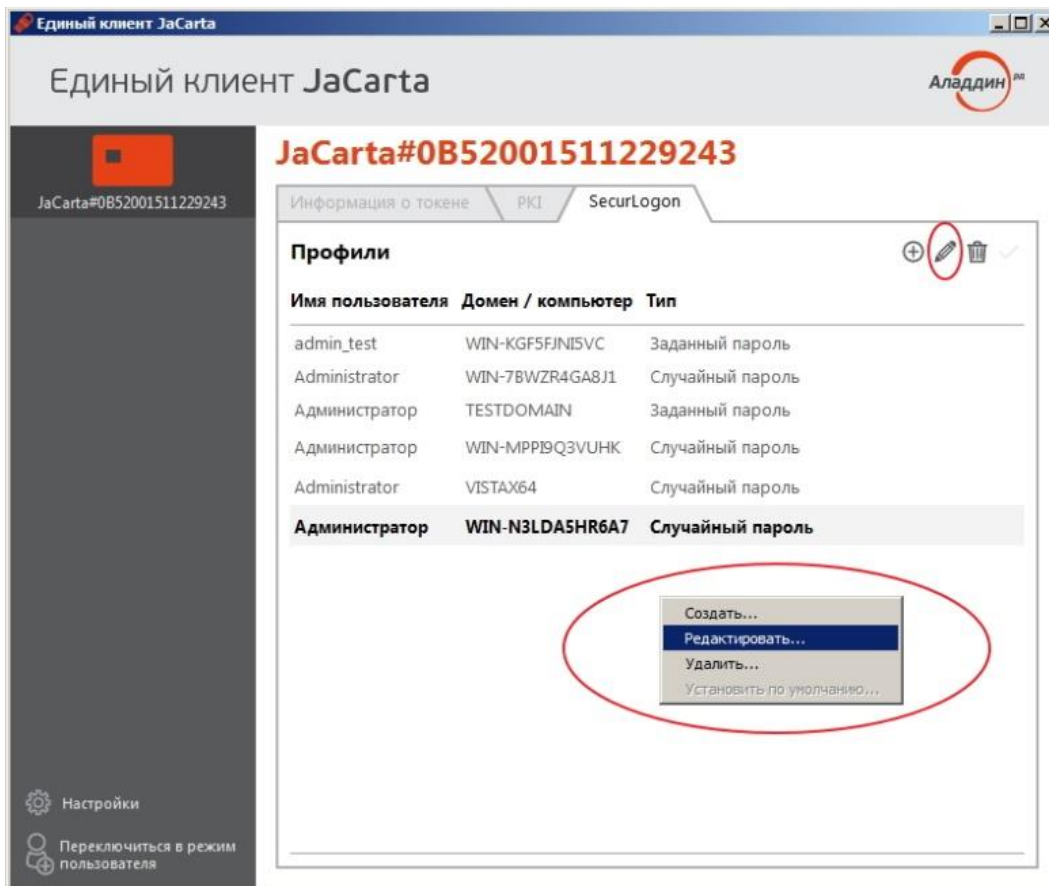 Единый клиент JaCarta
Единый клиент JaCarta
Аладдин РД
JaCarta#0B52001511229243
JaCarta#0B52001511229243
Информация о токене PKI SecurLogon
Профили
Имя пользователя Домен / компьютер Тип
admin_test WIN-KGF5FJNI5VC Заданный пароль
Administrator WIN-7BWZR4GA8J1 Случайный пароль
Администратор TESTDOMAIN Заданный пароль
Администратор WIN-MPPI9Q3VUHK Случайный пароль
Administrator VISTAX64 Случайный пароль
Администратор WIN-N3LDA5HR6A7 Случайный пароль
Создать...
Редактировать...
Удалить...
Установить по умолчанию...
Настройки
Переключиться в режим
пользователя